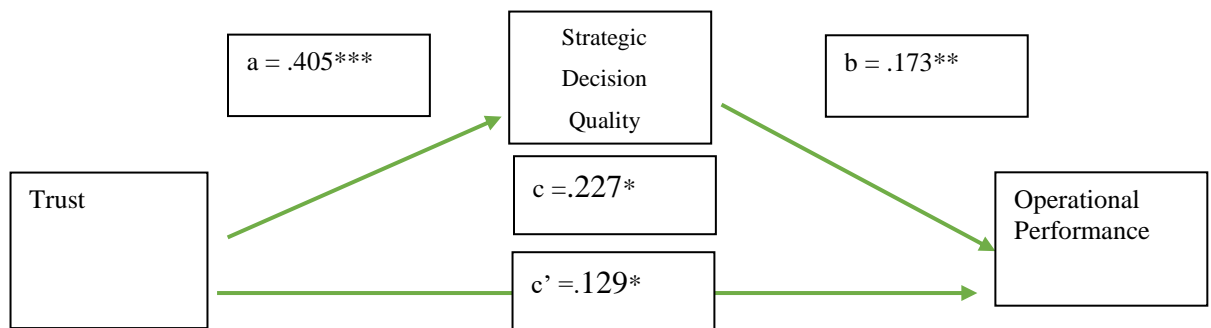 a = .405***
Strategic
Decision
Quality
b = .173**
Trust
c =.227*
Operational
Performance
c’ =.129*